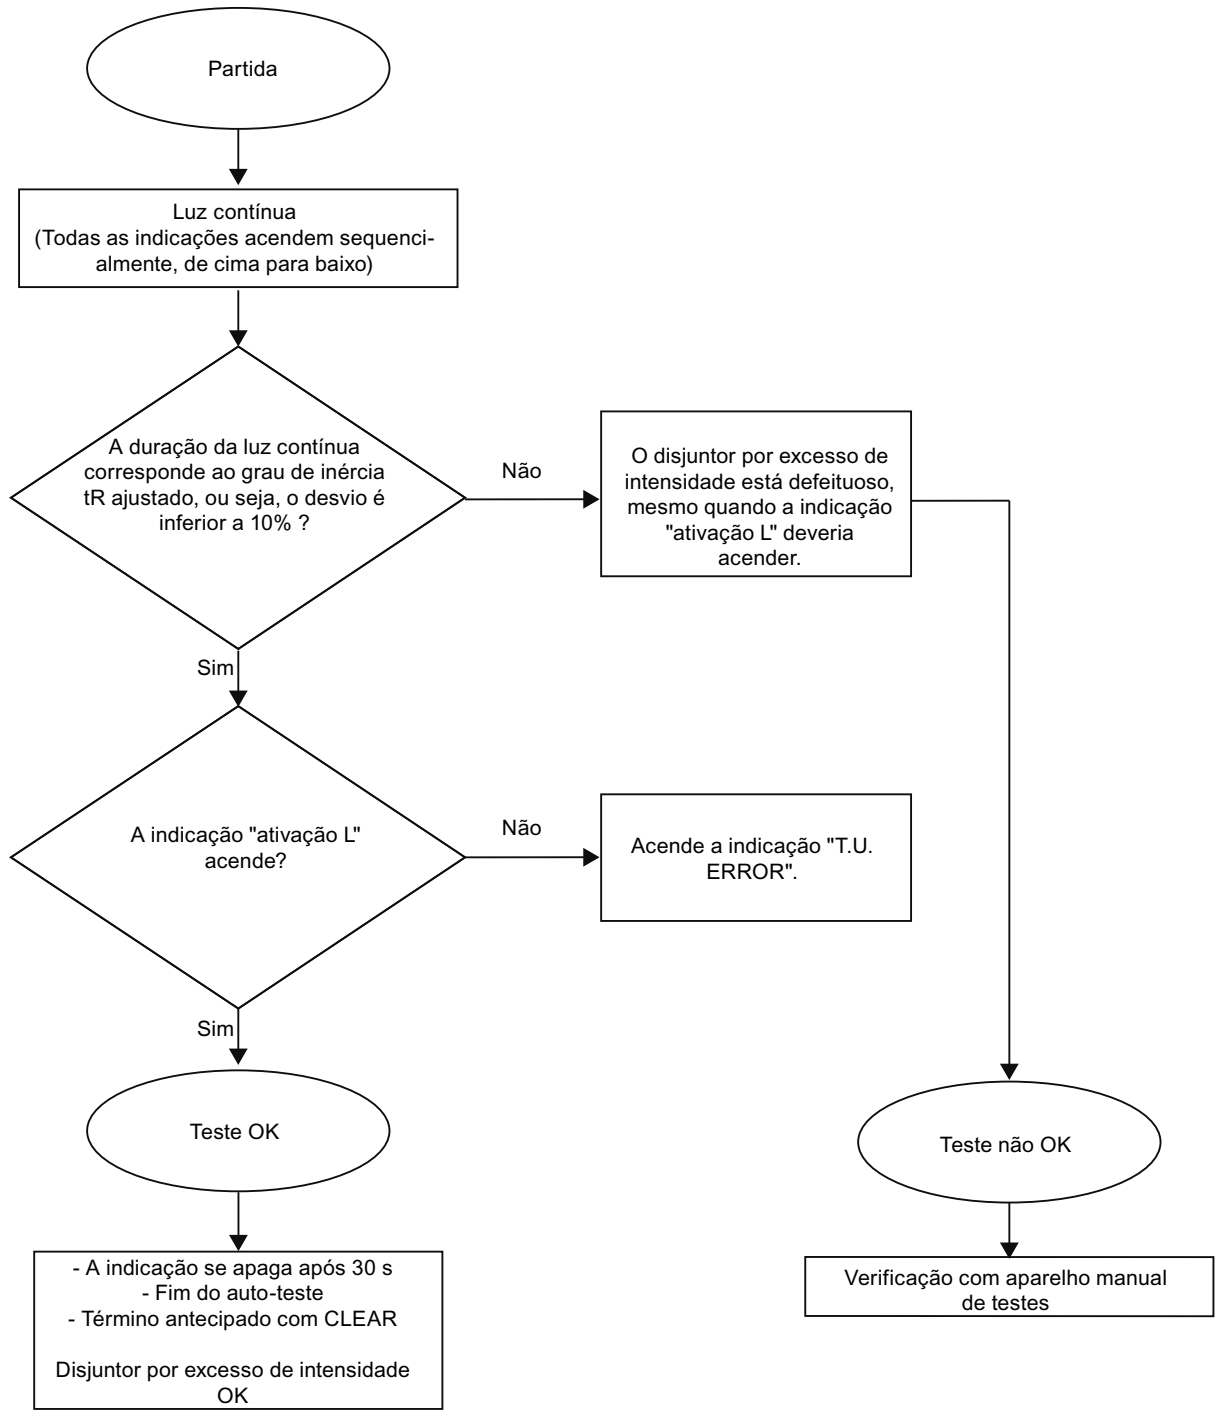 Partida
Luz contínua
(Todas as indicações acendem sequenci-
almente, de cima para baixo)
A duração da luz contínua
corresponde ao grau de inércia
tR ajustado, ou seja, o desvio é
inferior a 10% ?
Não
O disjuntor por excesso de
intensidade está defeituoso,
mesmo quando a indicação
"ativação L" deveria
acender.
Sim
A indicação "ativação L"
acende?
Não
Acende a indicação "T.U.
ERROR".
Sim
Teste OK
Teste não OK
- A indicação se apaga após 30 s
- Fim do auto-teste
- Término antecipado com CLEAR
Disjuntor por excesso de intensidade
OK
Verificação com aparelho manual
de testes